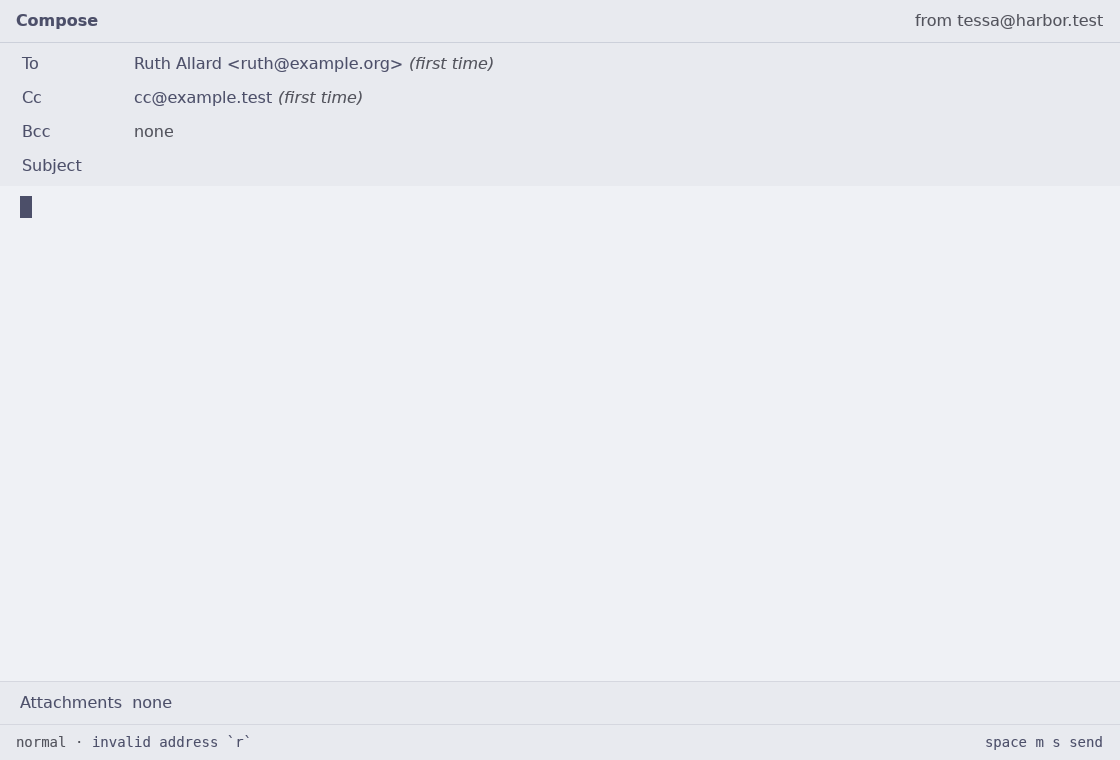 Compose from tessa@harbor.test
To Ruth Allard <ruth@example.org> (first time)
Cc cc@example.test (first time)
Bcc none
Subject
Attachments none
normal · invalid address `r` space m s send